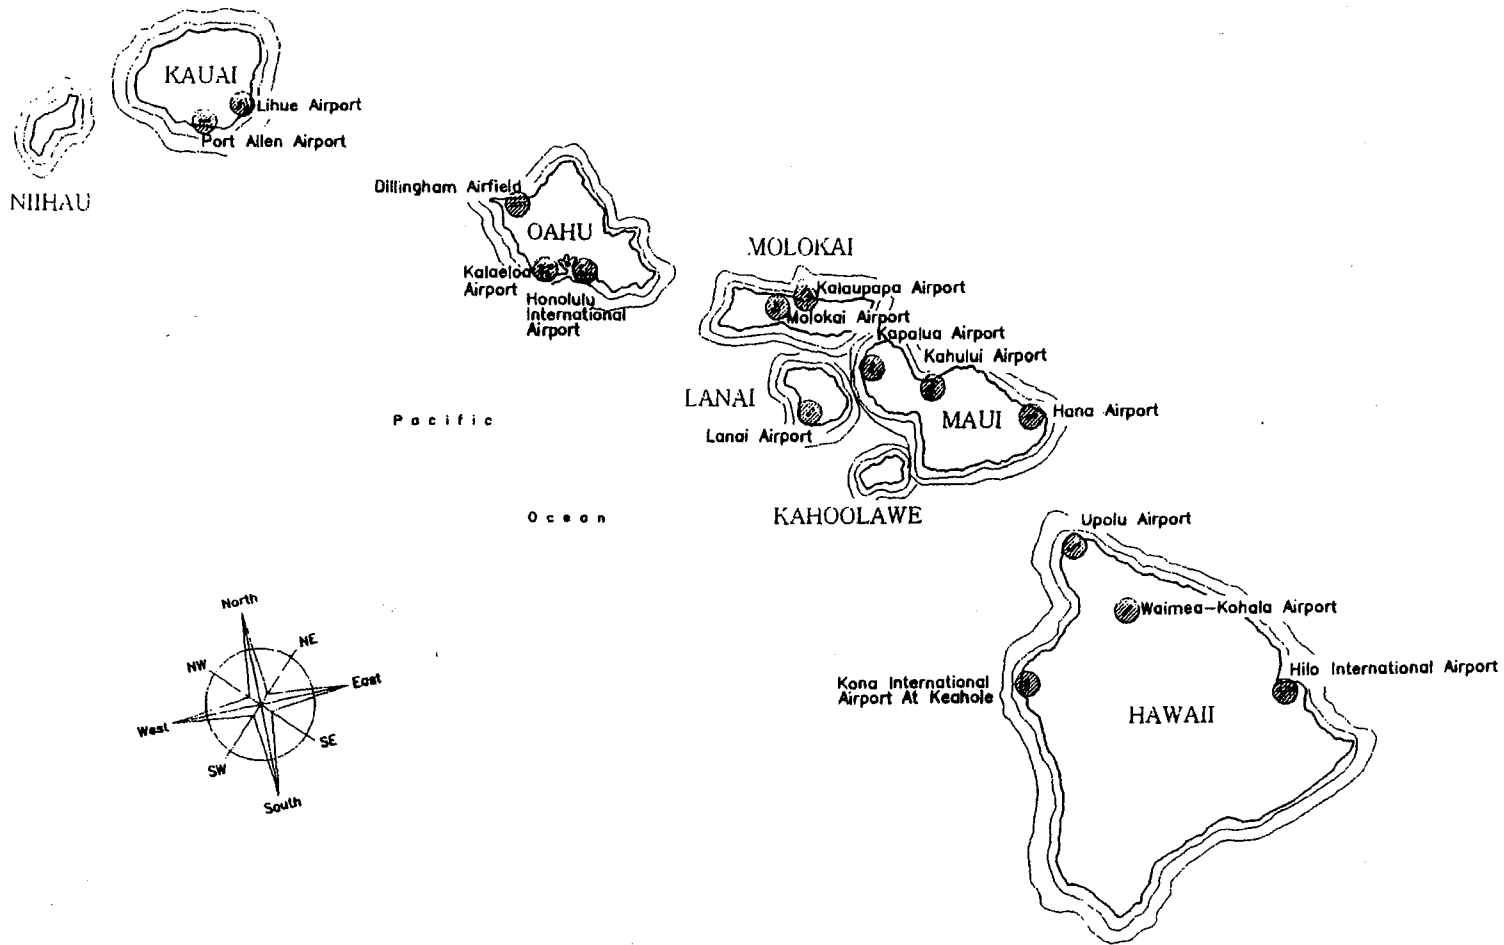 KAUAI
Lihue Airport
Port Allen Airport
NIIHAU
Dillingham Airfield
OAHU
Kalaeloa
Airport
Honolulu
International
Airport
MOLOKAI
Kalaupapa Airport
Molokai Airport
Kapalua Airport
Kahului Airport
LANAI
Lanai Airport
MAUI
Hana Airport
Pacific
KAHOOLAWE
Ocean
Upolu Airport
Waimea-Kohala Airport
Hilo International Airport
Kona International
Airport At Keahole
HAWAII
North
NE
NW
East
West
SE
SW
South